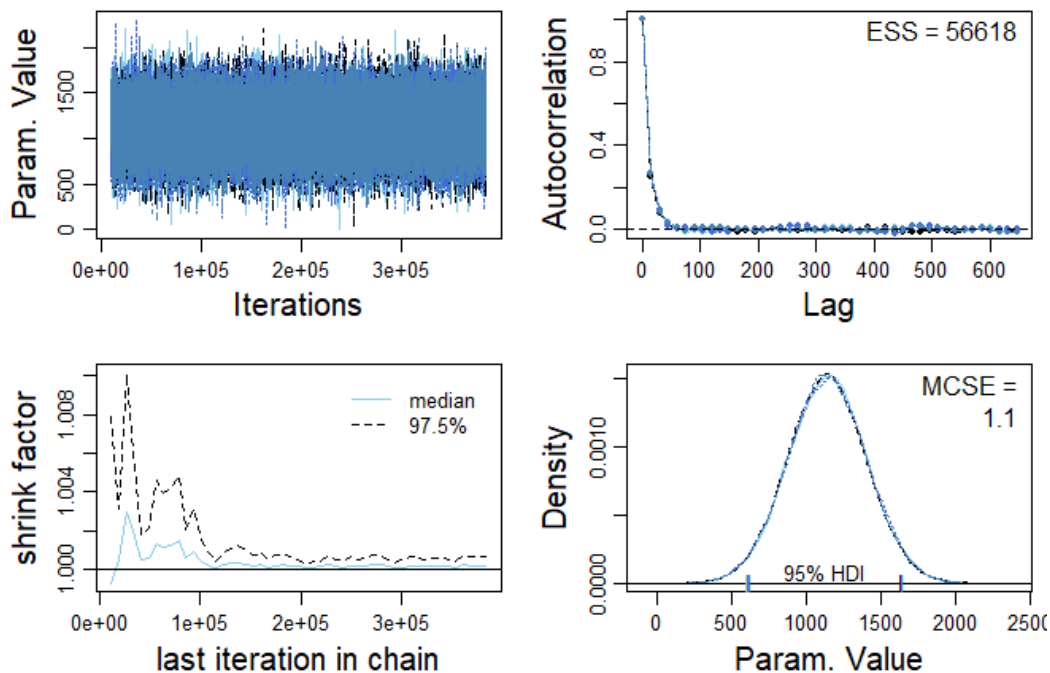 Param. Value
0 500 1500
0e+00 1e+05 2e+05 3e+05
Iterations
ESS = 56618
Autocorrelation
0.0 0.4 0.8
0 100 200 300 400 500 600
Lag
median
97.5%
shrink factor
1.000 1.004 1.008
0e+00 1e+05 2e+05 3e+05
last iteration in chain
MCSE =
1.1
Density
0.0000 0.0010
95% HDI
0 500 1000 1500 2000 2500
Param. Value